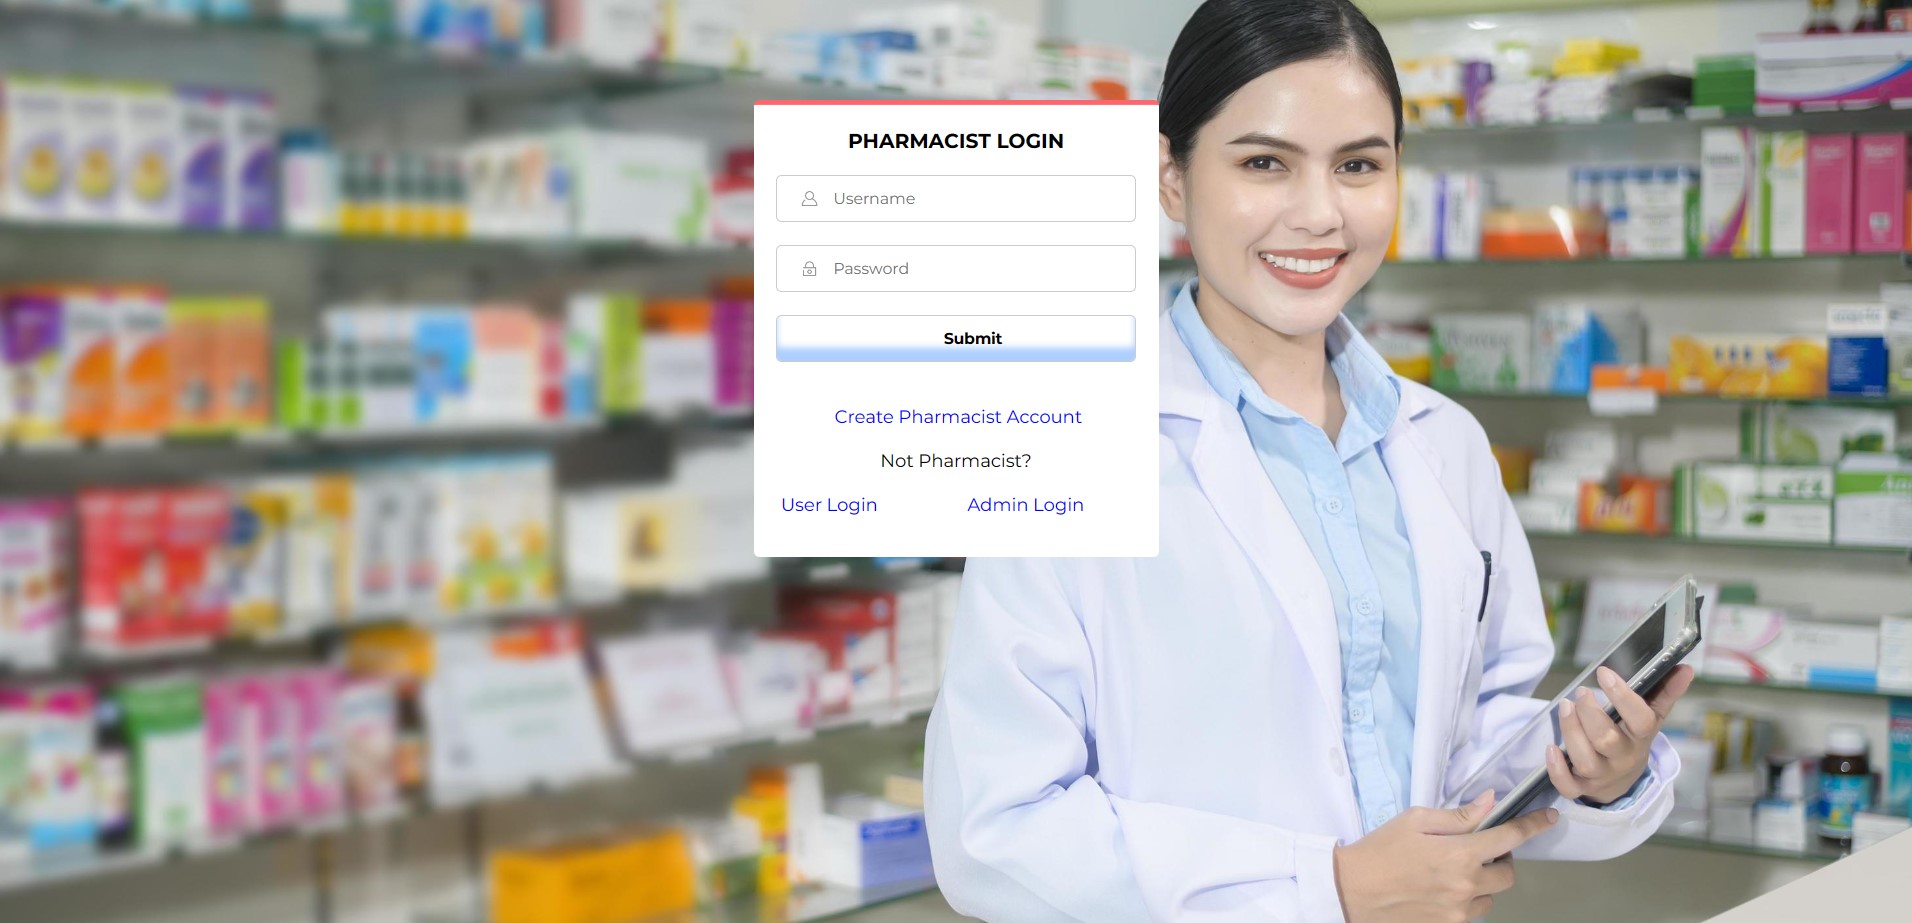 PHARMACIST LOGIN
Username
Password
Submit
Create Pharmacist Account
Not Pharmacist?
User Login Admin Login